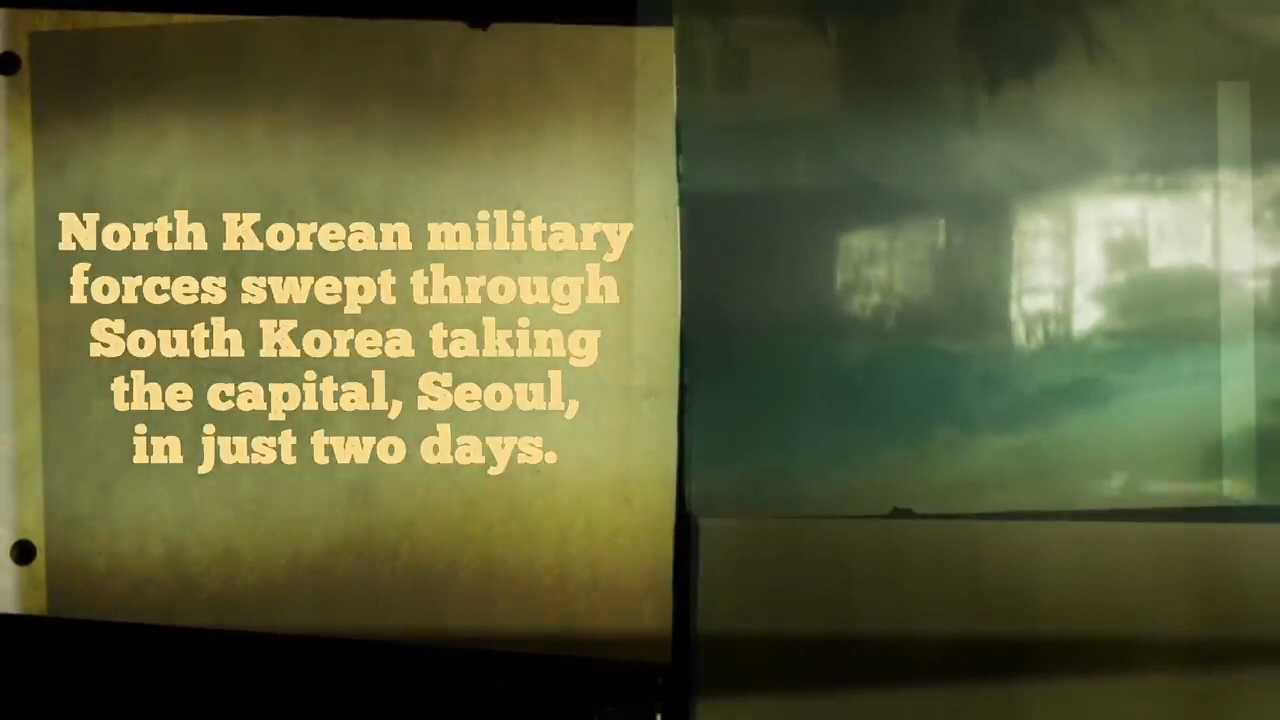 North Korean military
forces swept through
South Korea taking
the capital, Seoul,
in just two days.